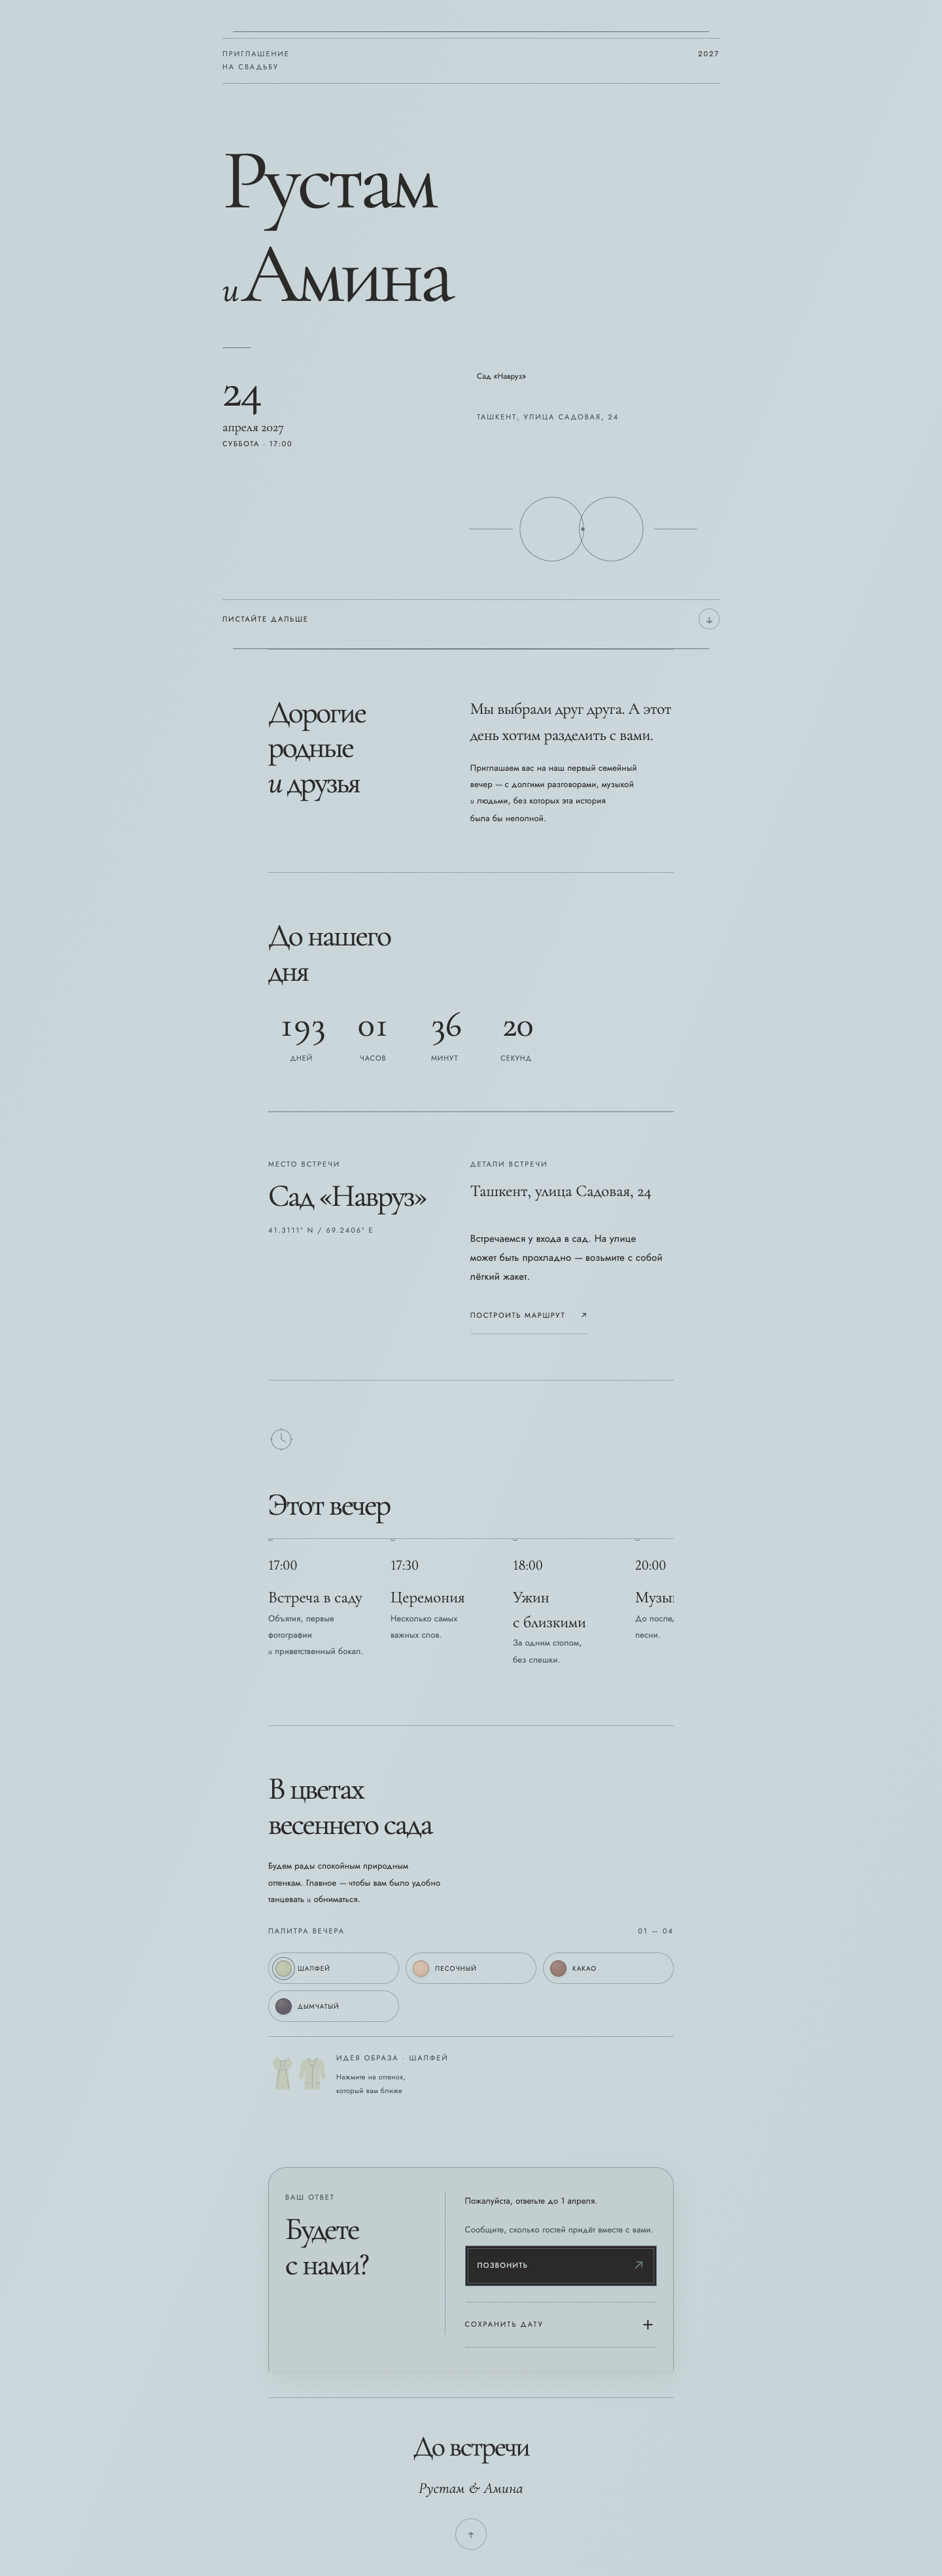 ПРИГЛАШЕНИЕ
НА СВАДЬБУ
2027
Рустам
и Амина
24
апреля 2027
СУББОТА · 17:00
Сад «Навруз»
ТАШКЕНТ, УЛИЦА САДОВАЯ, 24
ЛИСТАЙТЕ ДАЛЬШЕ
↓
Дорогие
родные
и друзья
Мы выбрали друг друга. А этот
день хотим разделить с вами.
Приглашаем вас на наш первый семейный
вечер — с долгими разговорами, музыкой
и людьми, без которых эта история
была бы неполной.
До нашего
дня
193 01 36 20
ДНЕЙ ЧАСОВ МИНУТ СЕКУНД
МЕСТО ВСТРЕЧИ
Сад «Навруз»
41.3111° N / 69.2406° E
ДЕТАЛИ ВСТРЕЧИ
Ташкент, улица Садовая, 24
Встречаемся у входа в сад. На улице
может быть прохладно — возьмите с собой
лёгкий жакет.
ПОСТРОИТЬ МАРШРУТ ↗
Этот вечер
17:00
Встреча в саду
Объятия, первые
фотографии
и приветственный бокал.
17:30
Церемония
Несколько самых
важных слов.
18:00
Ужин
с близкими
За одним столом,
без спешки.
20:00
Музы
До послед
песни.
В цветах
весеннего сада
Будем рады спокойным природным
оттенкам. Главное — чтобы вам было удобно
танцевать и обниматься.
ПАЛИТРА ВЕЧЕРА
01 — 04
ШАЛФЕЙ
ПЕСОЧНЫЙ
КАКАО
ДЫМЧАТЫЙ
ИДЕЯ ОБРАЗА · ШАЛФЕЙ
Нажмите на оттенок,
который вам ближе
ВАШ ОТВЕТ
Будете
с нами?
Пожалуйста, ответьте до 1 апреля.
Сообщите, сколько гостей придёт вместе с вами.
ПОЗВОНИТЬ ↗
СОХРАНИТЬ ДАТУ +
До встречи
Рустам & Амина
↑